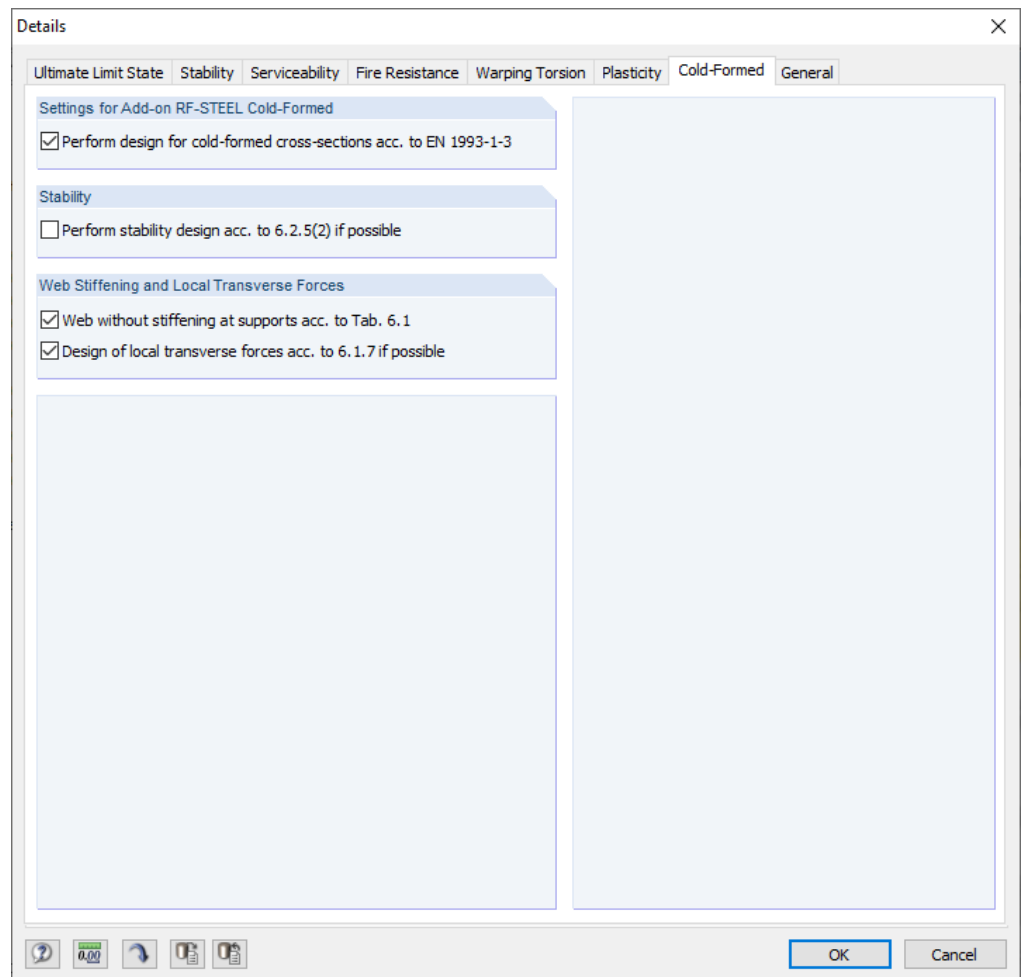 Details
Ultimate Limit State Stability Serviceability Fire Resistance Warping Torsion Plasticity Cold-Formed General
Settings for Add-on RF-STEEL Cold-Formed
Perform design for cold-formed cross-sections acc. to EN 1993-1-3
Stability
Perform stability design acc. to 6.2.5(2) if possible
Web Stiffening and Local Transverse Forces
Web without stiffening at supports acc. to Tab. 6.1
Design of local transverse forces acc. to 6.1.7 if possible
0.00
OK Cancel